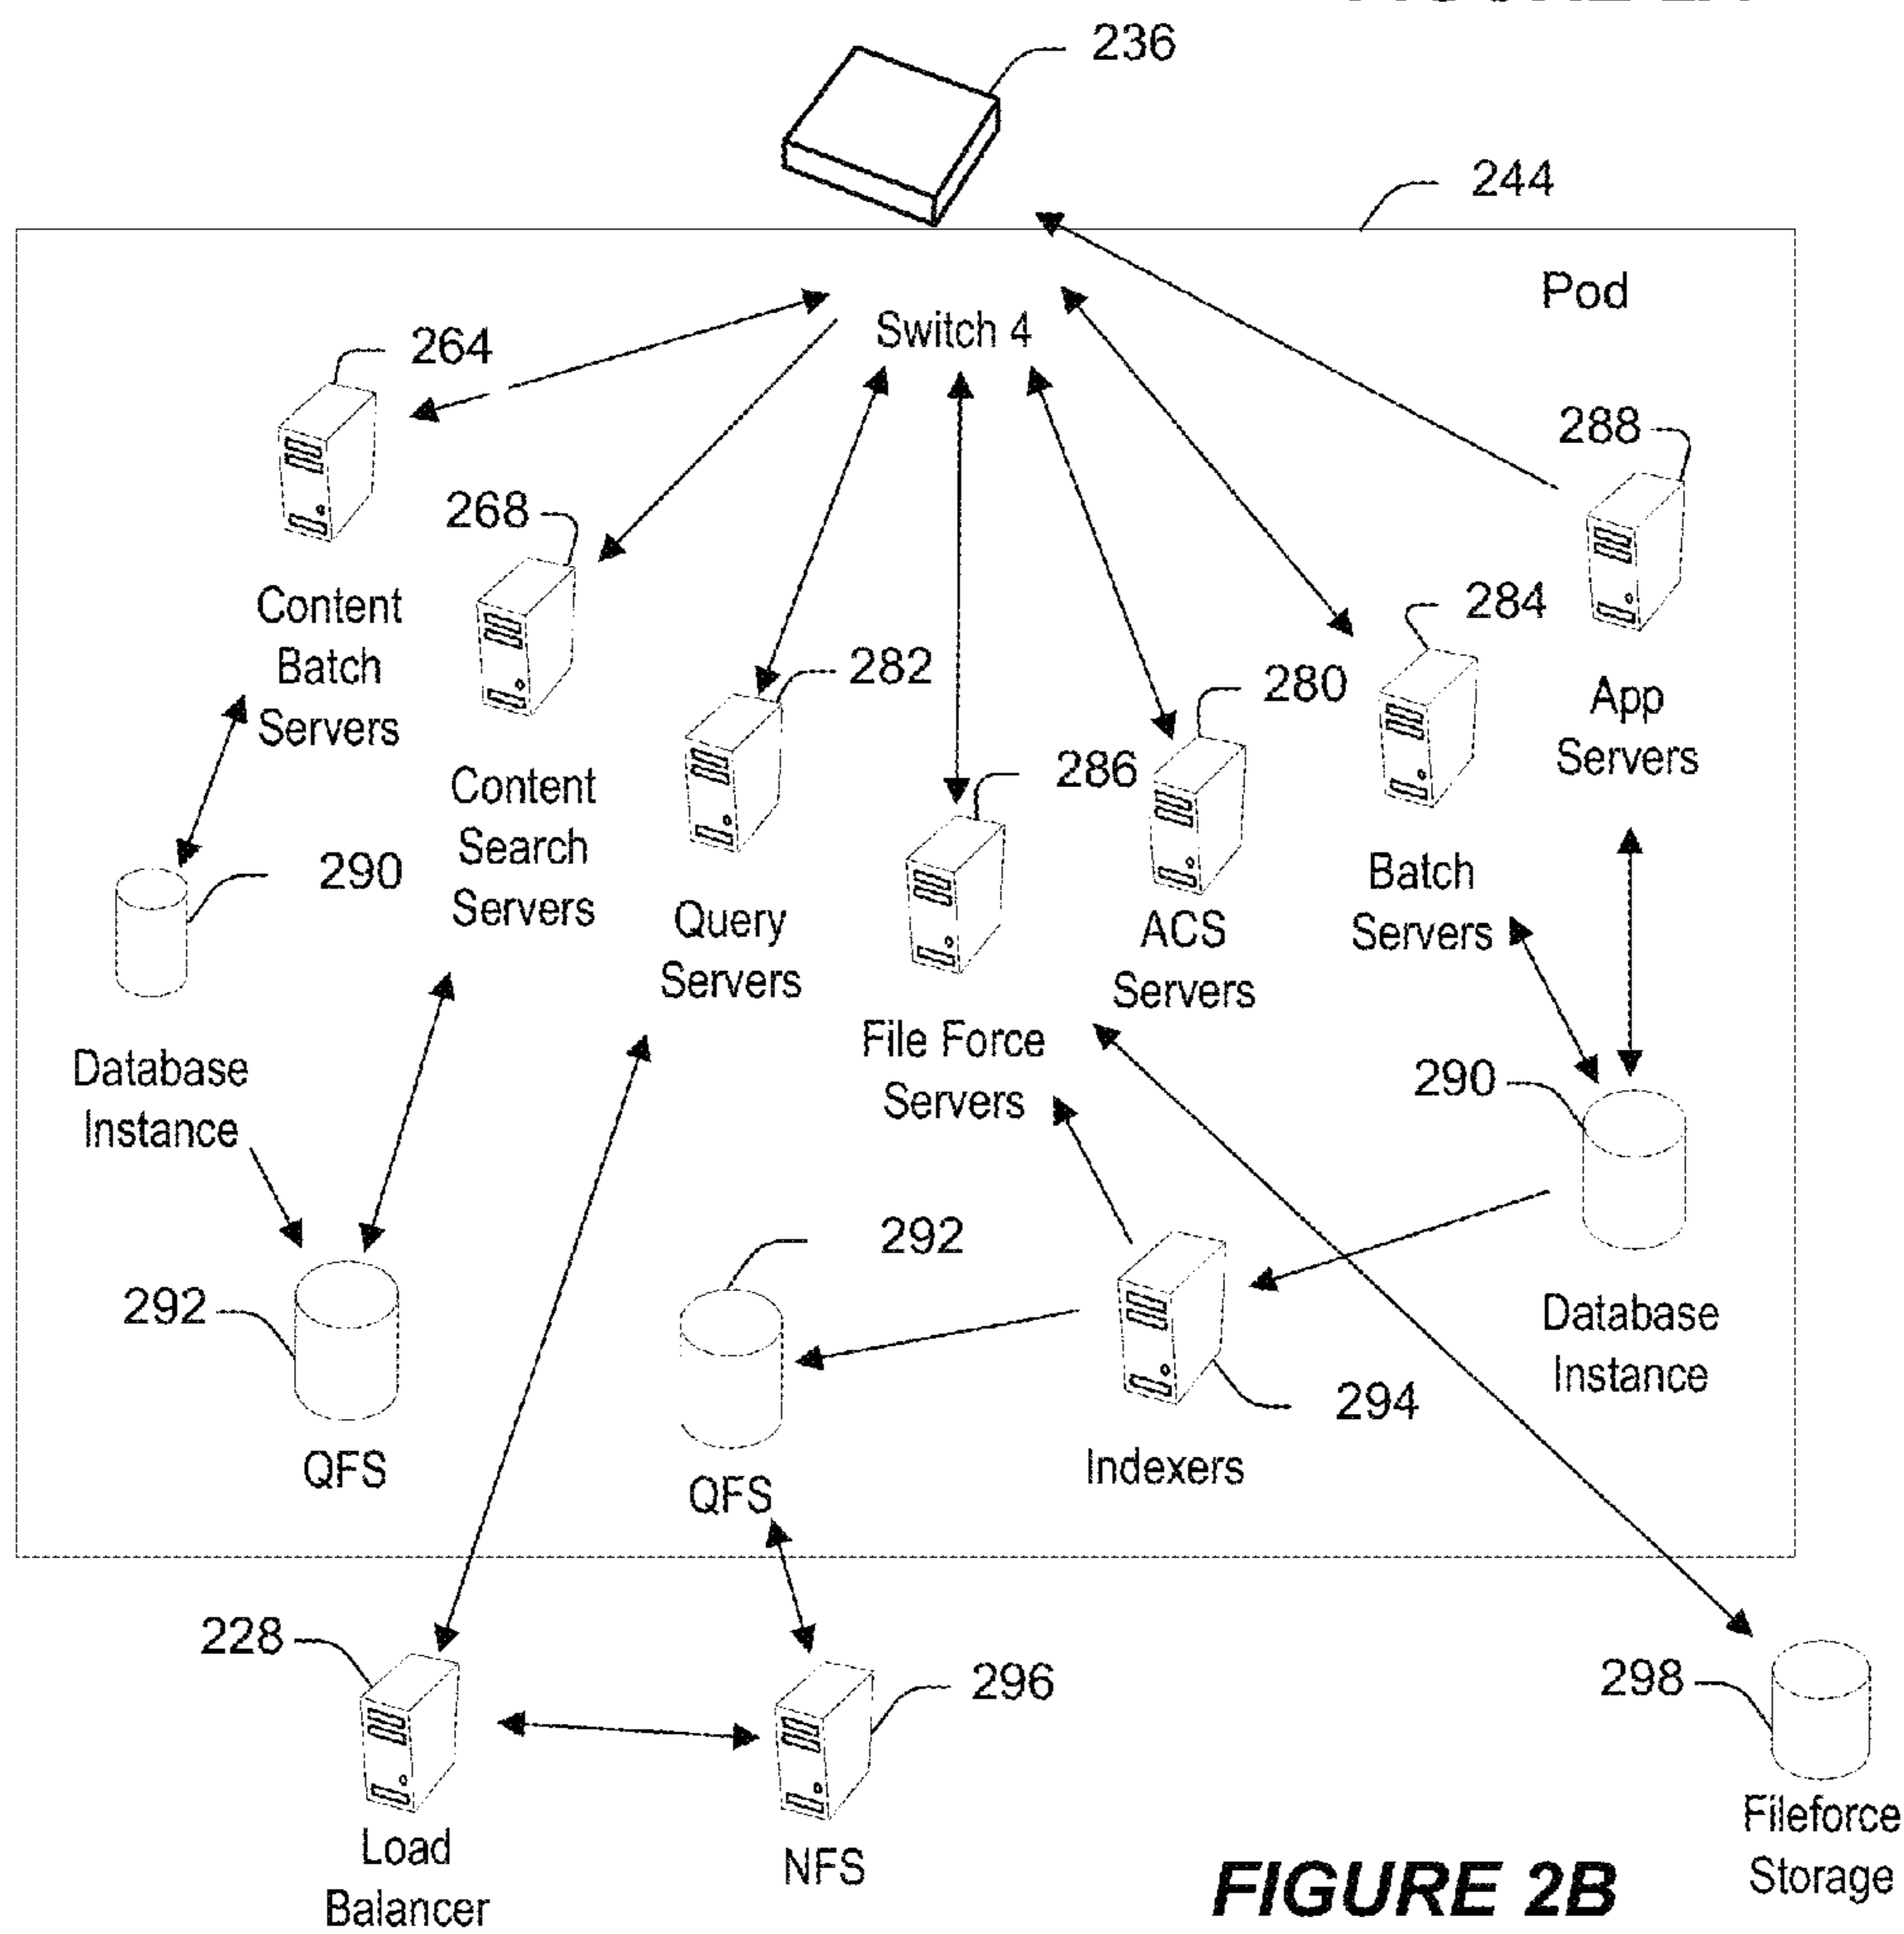 236
244
Pod
Switch 4
264
288
268
Content
Batch
Servers
284
282
280
App
Servers
286
Content
Search
Servers
290
Batch
Servers
Query
Servers
ACS
Servers
File Force
Servers
Database
Instance
290
292
292
Database
Instance
294
QFS
QFS
Indexers
228
296
298
Load
Balancer
NFS
Fileforce
Storage
FIGURE 2B